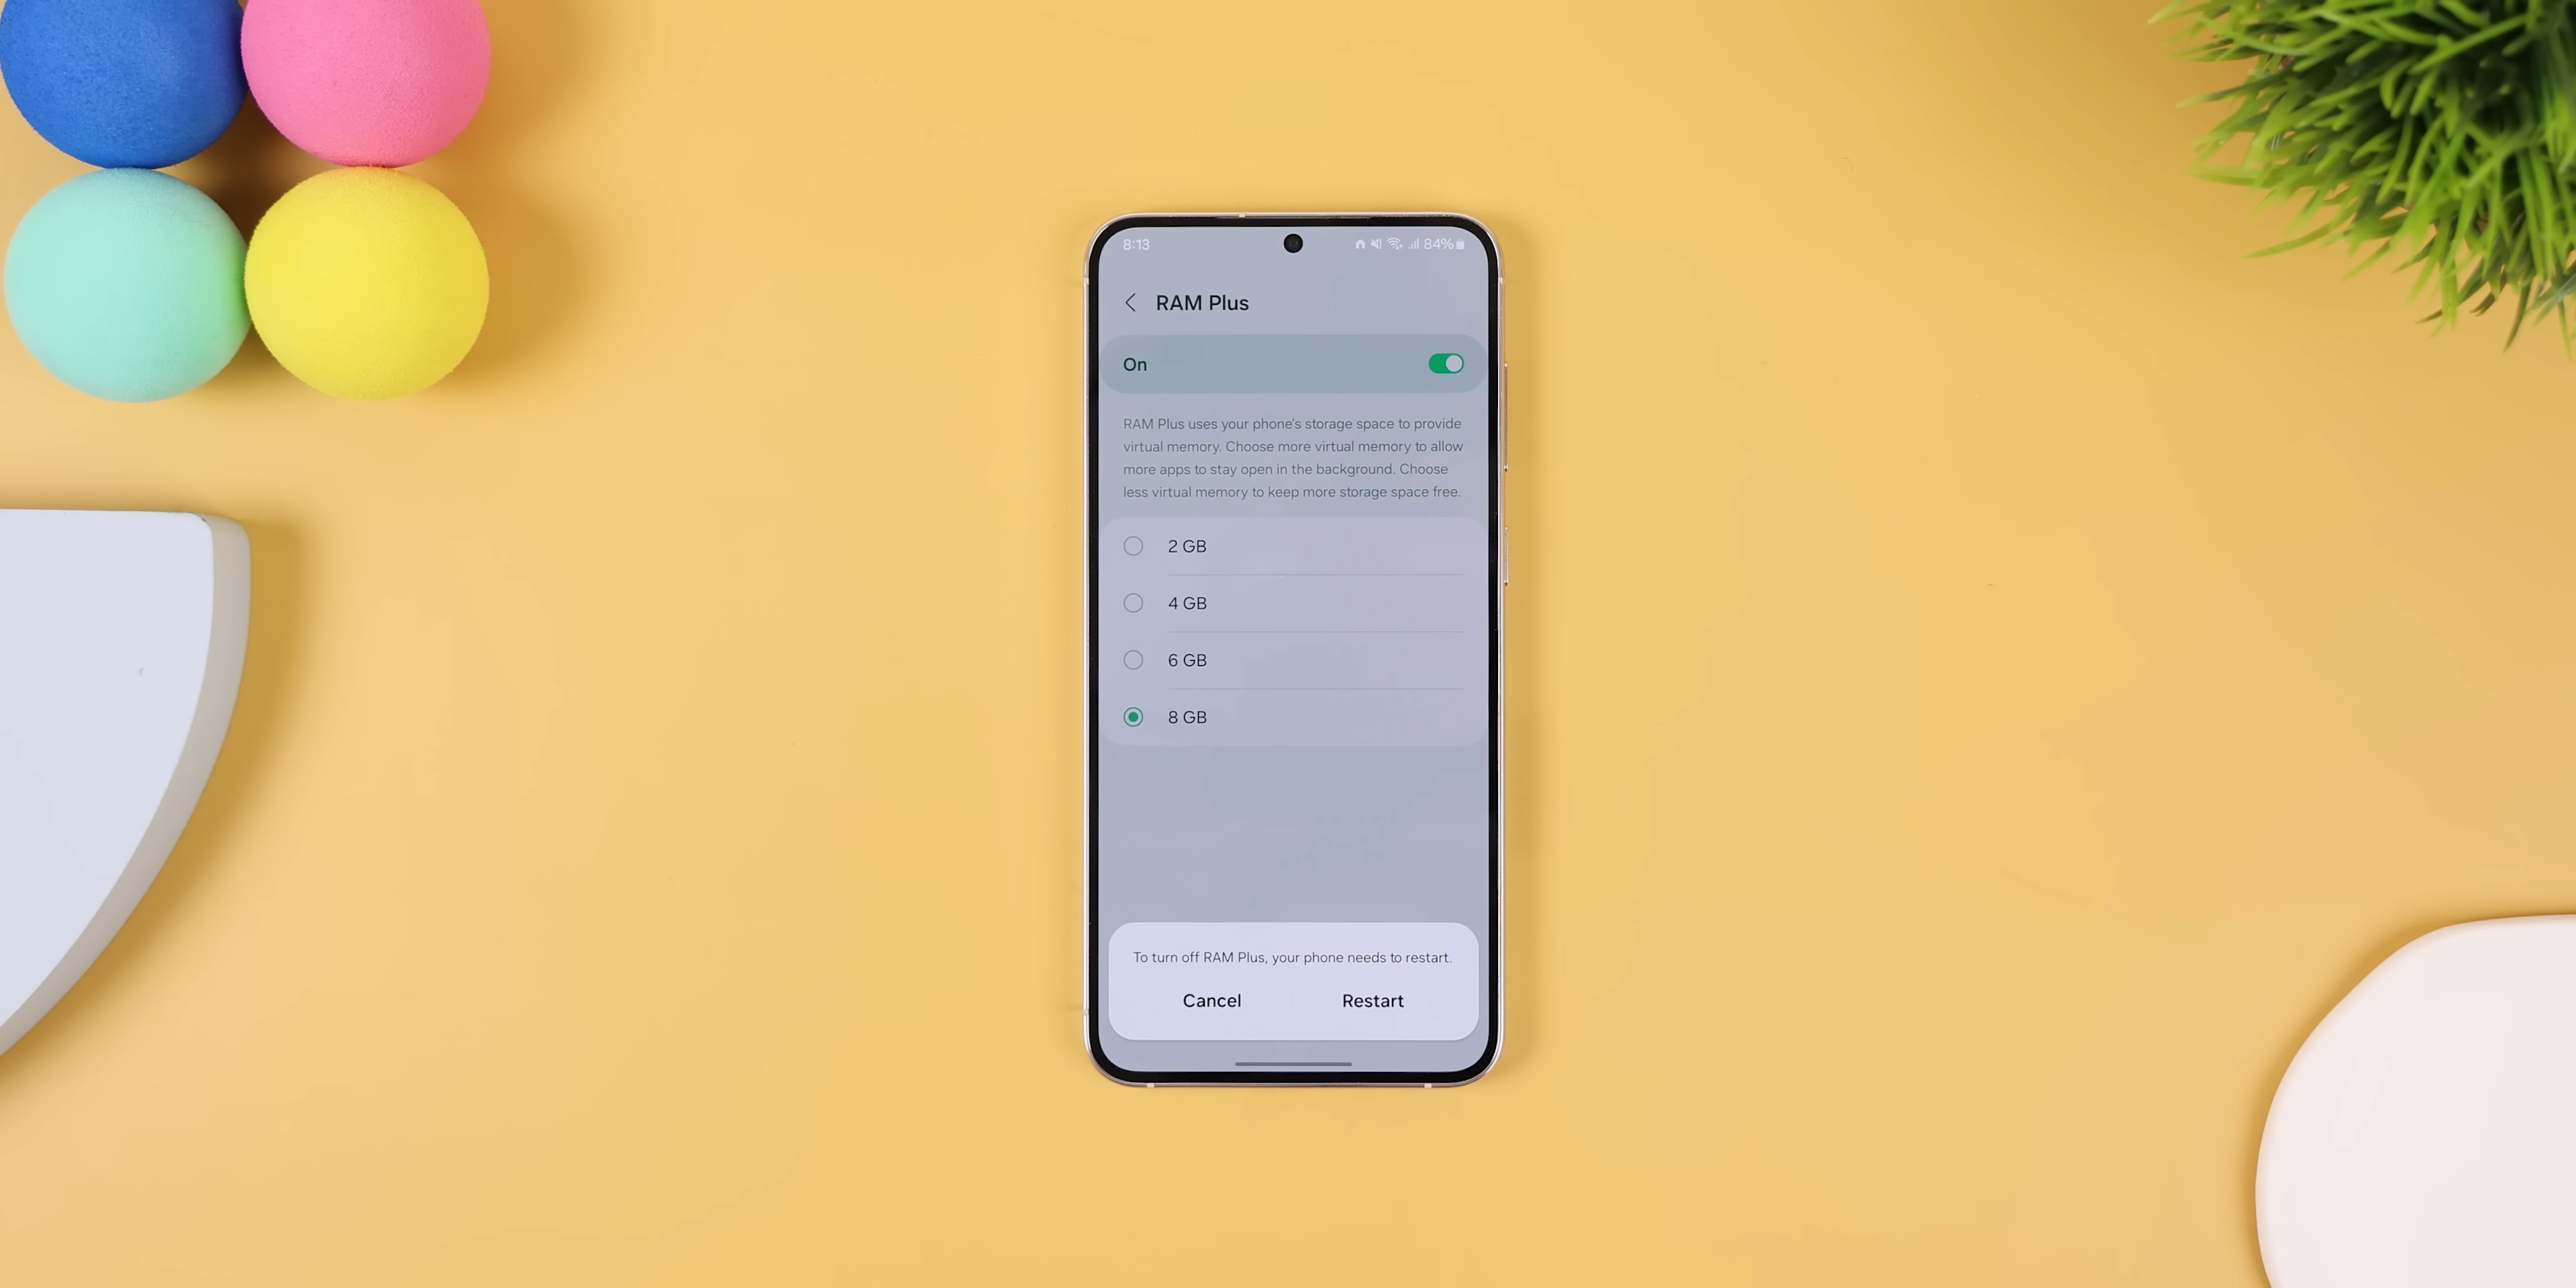 8:13 84%
RAM Plus
On
RAM Plus uses your phone's storage space to provide
virtual memory. Choose more virtual memory to allow
more apps to stay open in the background. Choose
less virtual memory to keep more storage space free.
2 GB
4 GB
6 GB
8 GB
To turn off RAM Plus, your phone needs to restart.
Cancel Restart